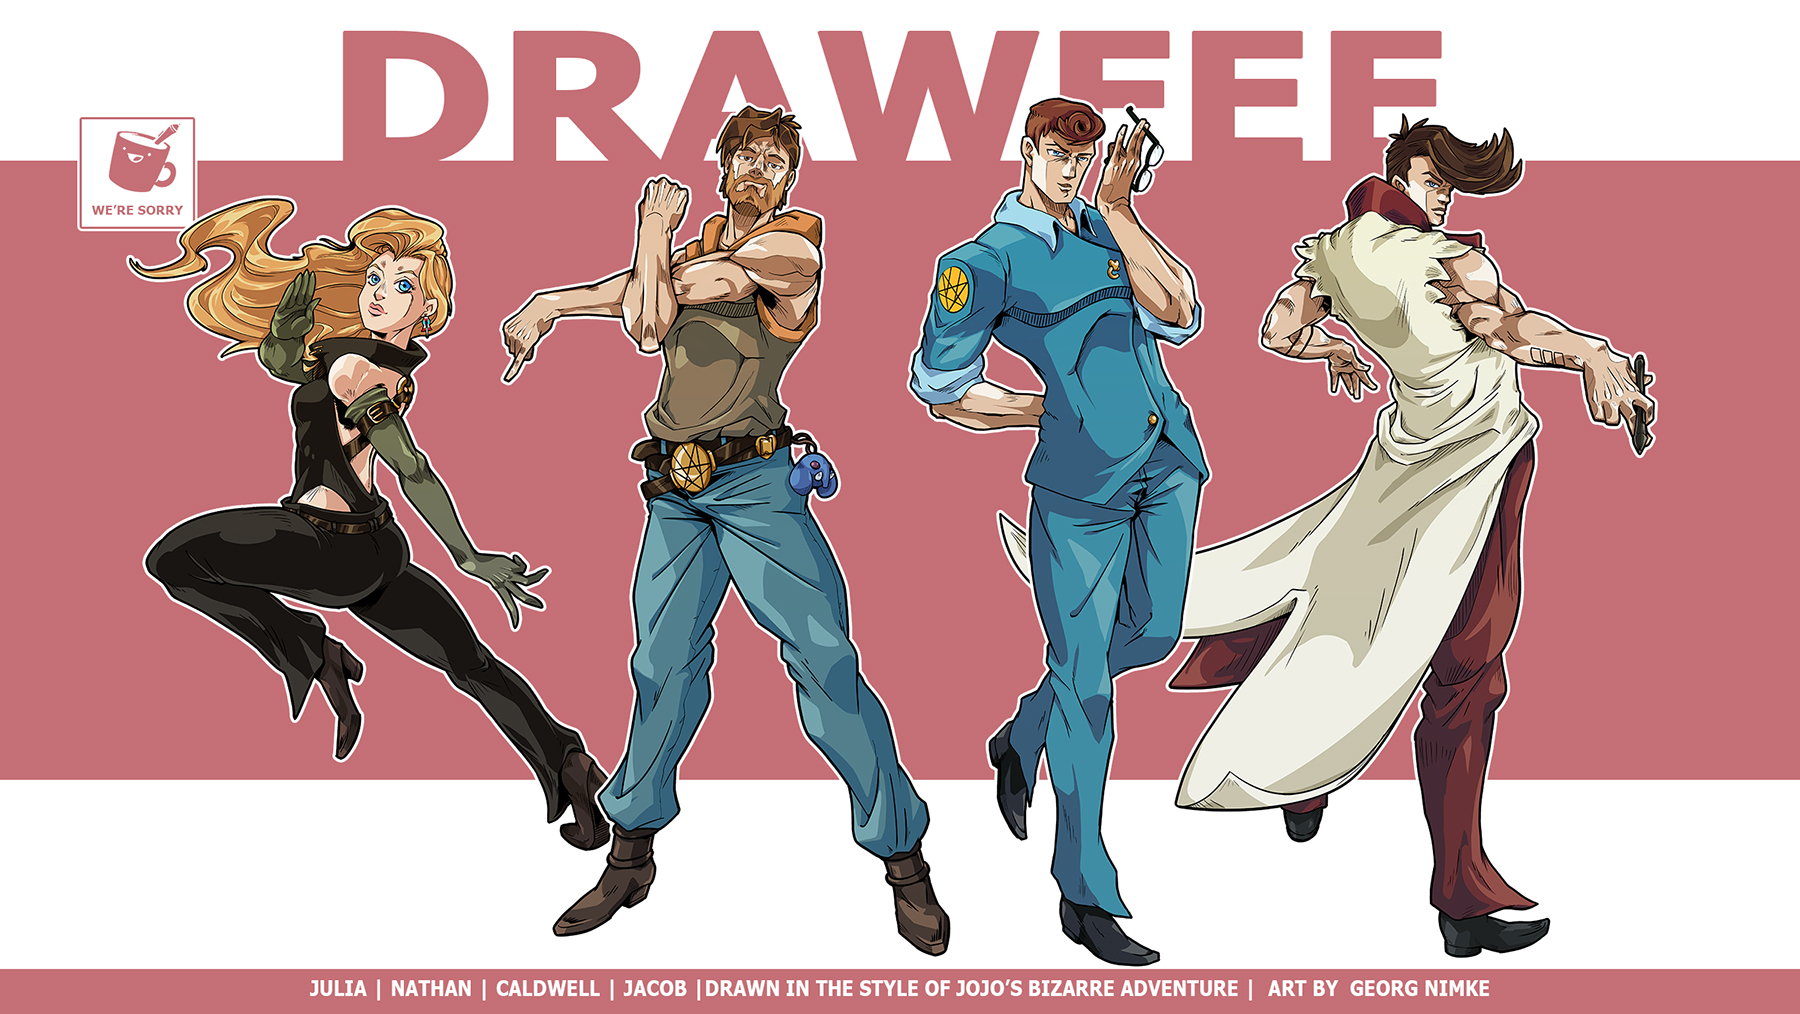 DRAWFEE
WE'RE SORRY
JULIA | NATHAN | CALDWELL | JACOB |DRAWN IN THE STYLE OF JOJO'S BIZARRE ADVENTURE | ART BY GEORG NIMKE